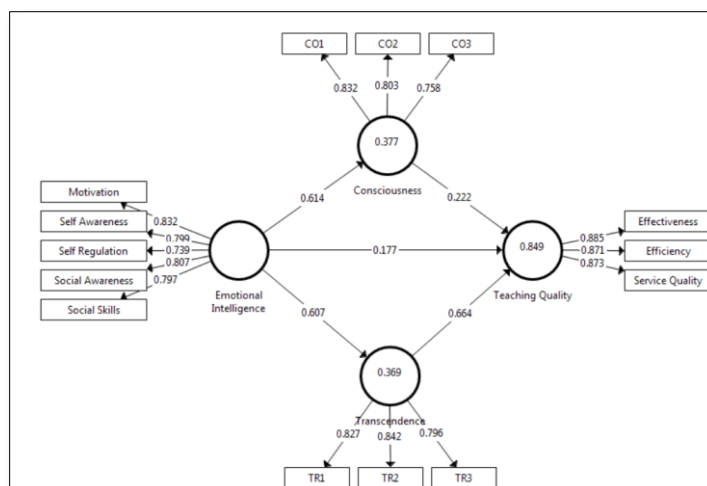 CO1 CO2 CO3
0.832 0.803 0.758
0.377
Consciousness
0.614 0.222
Motivation
Self Awareness
Self Regulation
Social Awareness
Social Skills
0.832
0.799
0.739
0.807
0.797
Emotional
Intelligence
0.177
0.849
Teaching Quality
0.885
0.871
0.873
Effectiveness
Efficiency
Service Quality
0.607 0.664
0.369
Transcendence
0.827 0.842 0.796
TR1 TR2 TR3